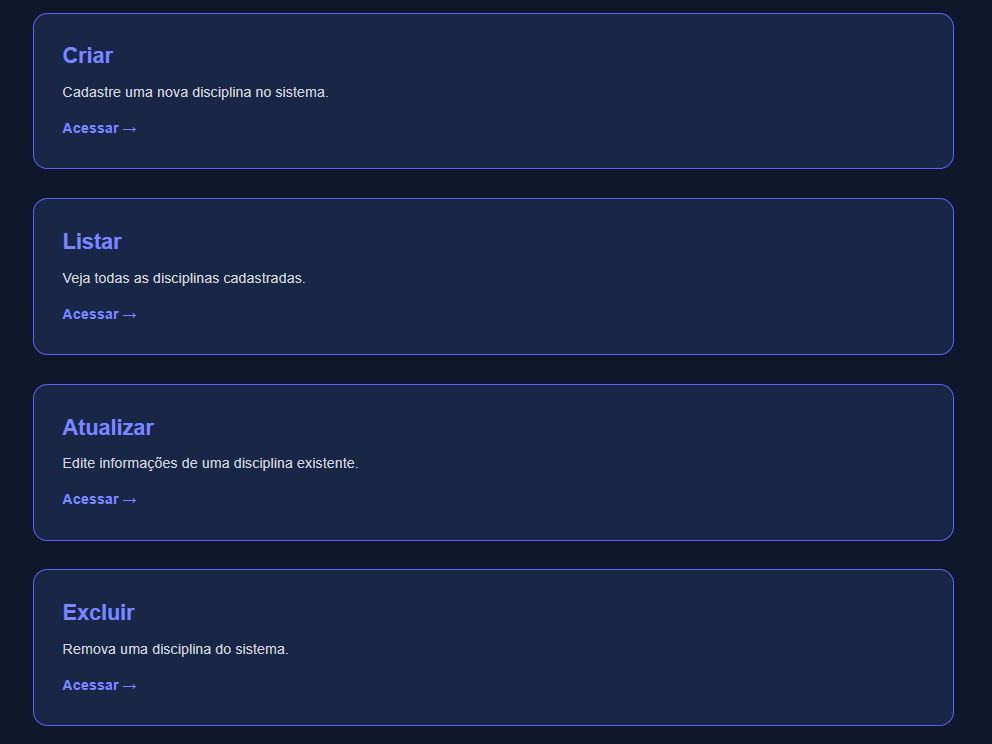 Criar
Cadastre uma nova disciplina no sistema.
Acessar →
Listar
Veja todas as disciplinas cadastradas.
Acessar →
Atualizar
Edite informações de uma disciplina existente.
Acessar →
Excluir
Remova uma disciplina do sistema.
Acessar →